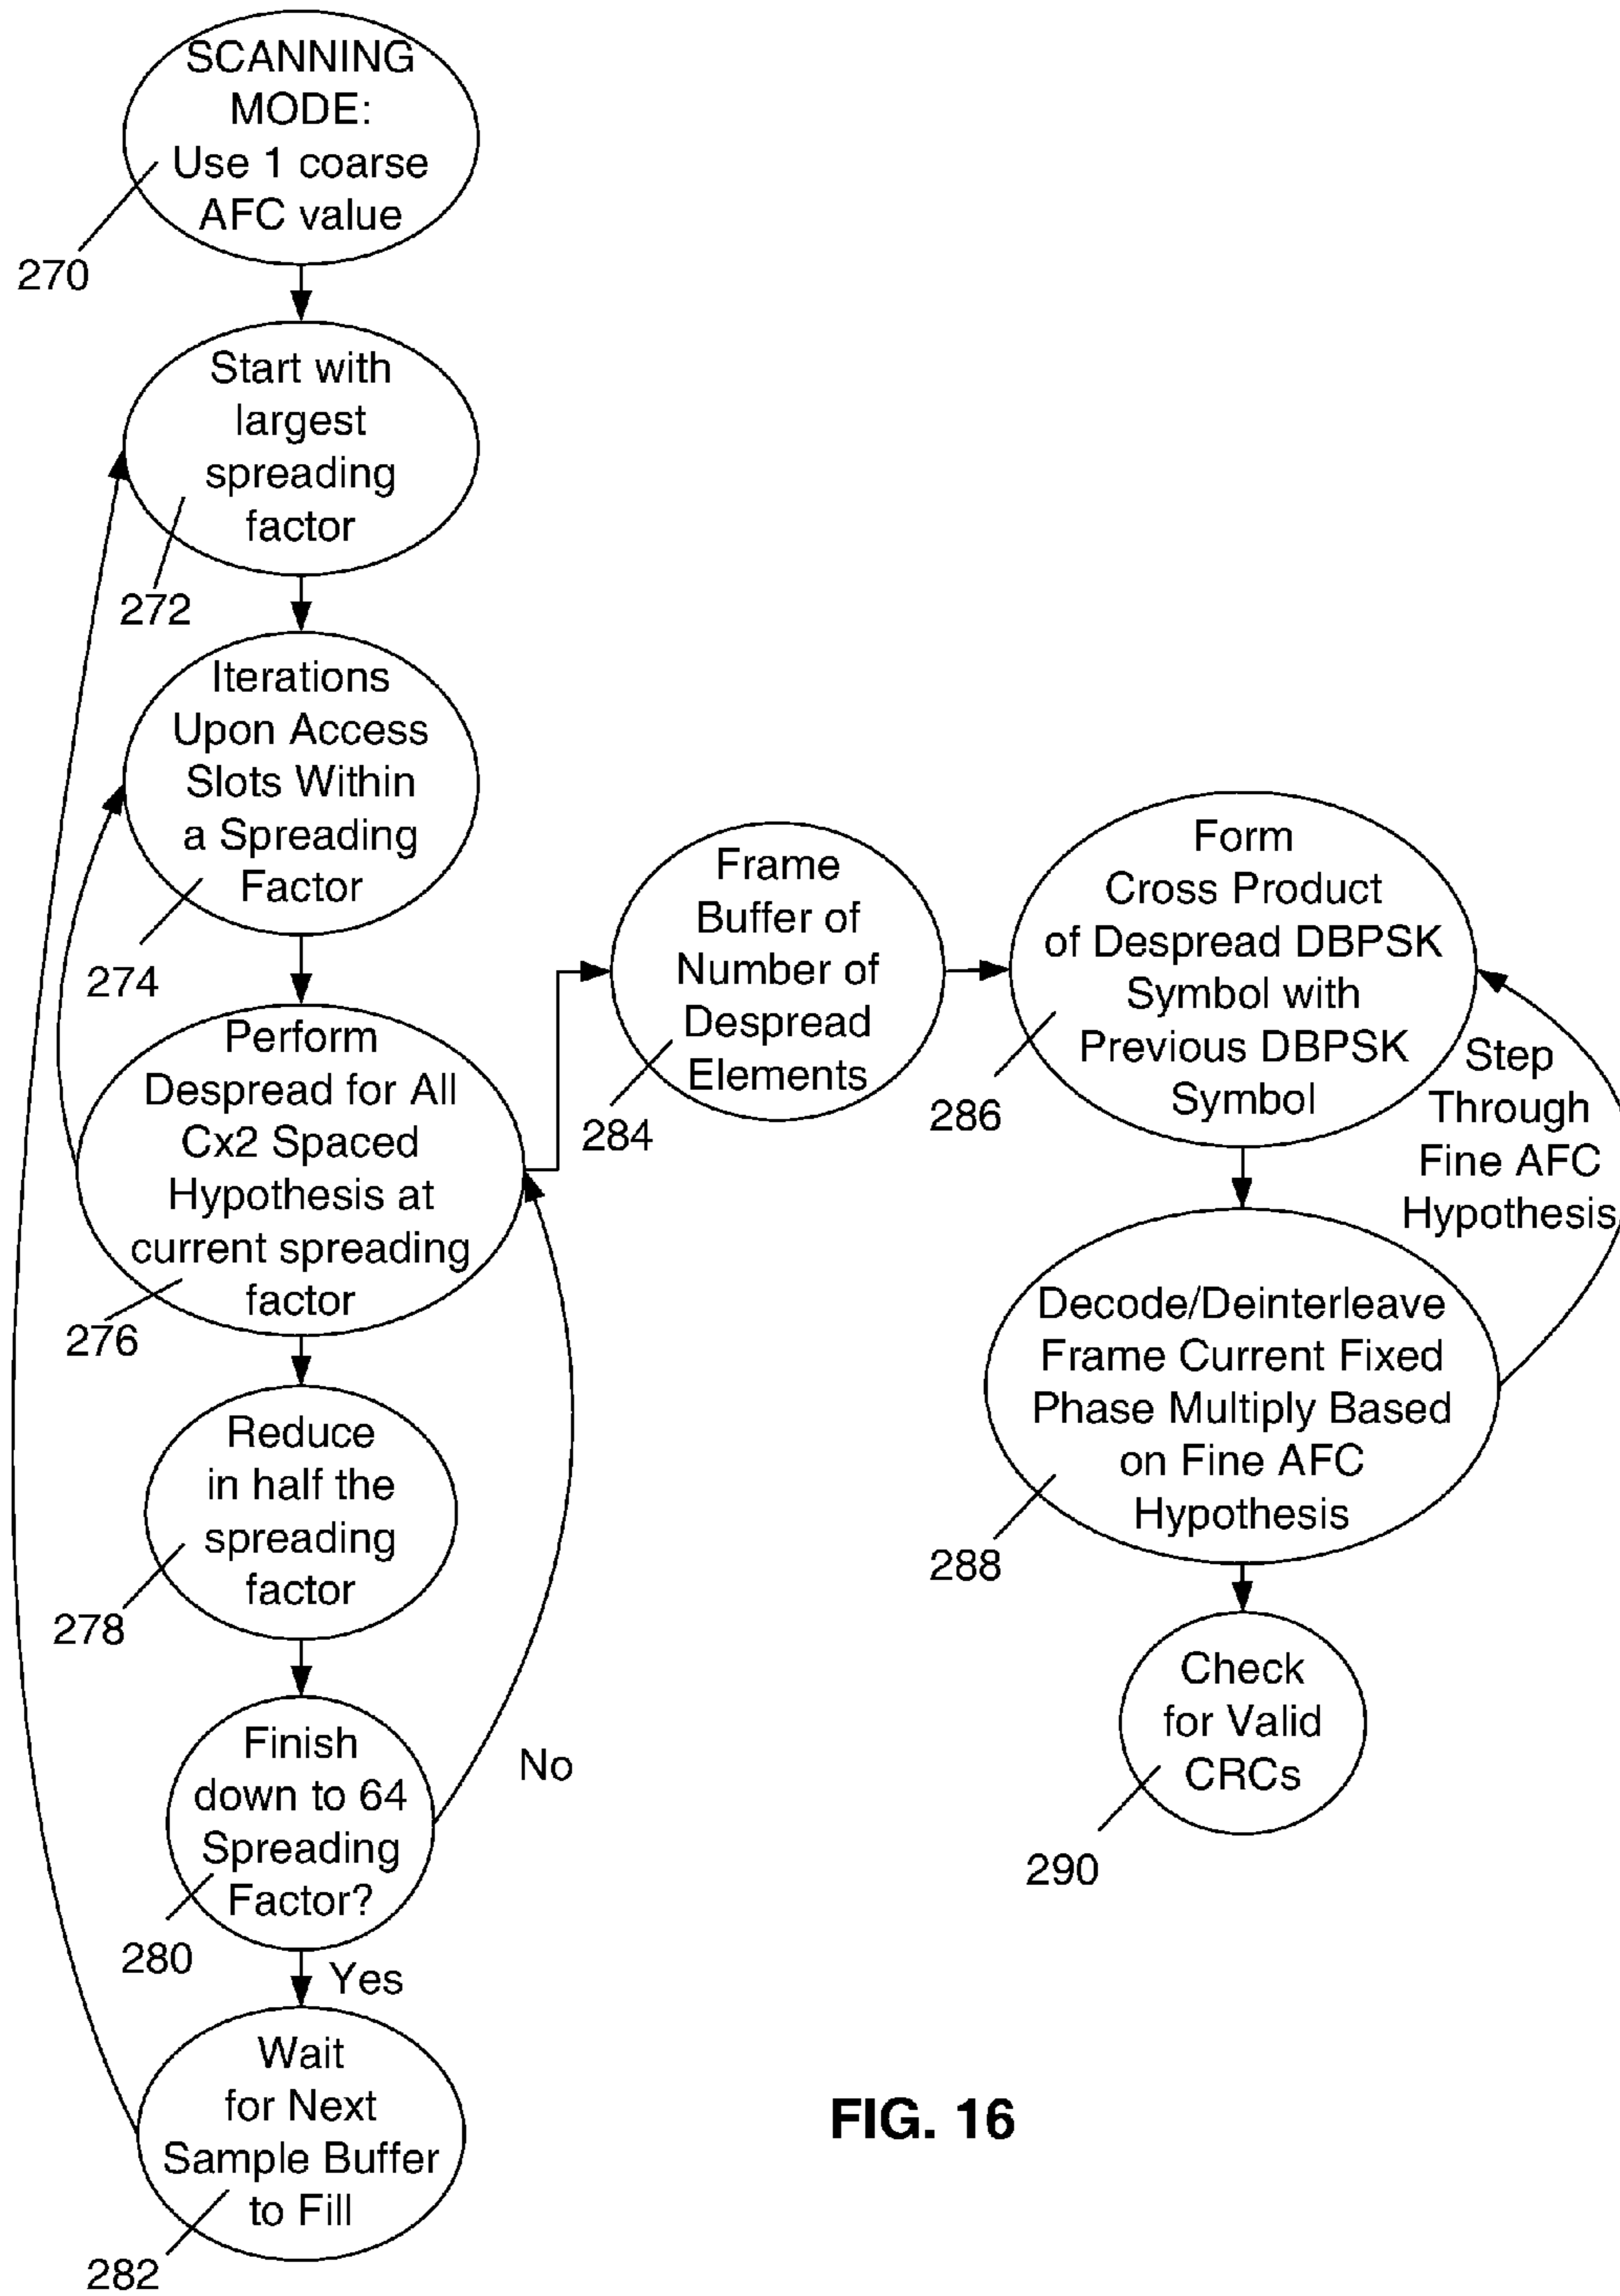 SCANNING
MODE:
Use 1 coarse
AFC value
270
Start with
largest
spreading
factor
272
Iterations
Upon Access
Slots Within
a Spreading
Factor
274
Perform
Despread for All
Cx2 Spaced
Hypothesis at
current spreading
factor
276
Reduce
in half the
spreading
factor
278
Finish
down to 64
Spreading
Factor?
280
No
Yes
Wait
for Next
Sample Buffer
to Fill
282
Frame
Buffer of
Number of
Despread
Elements
284
Form
Cross Product
of Despread DBPSK
Symbol with
Previous DBPSK
Symbol
286
Step
Through
Fine AFC
Hypothesis
Decode/Deinterleave
Frame Current Fixed
Phase Multiply Based
on Fine AFC
Hypothesis
288
Check
for Valid
CRCs
290
FIG. 16